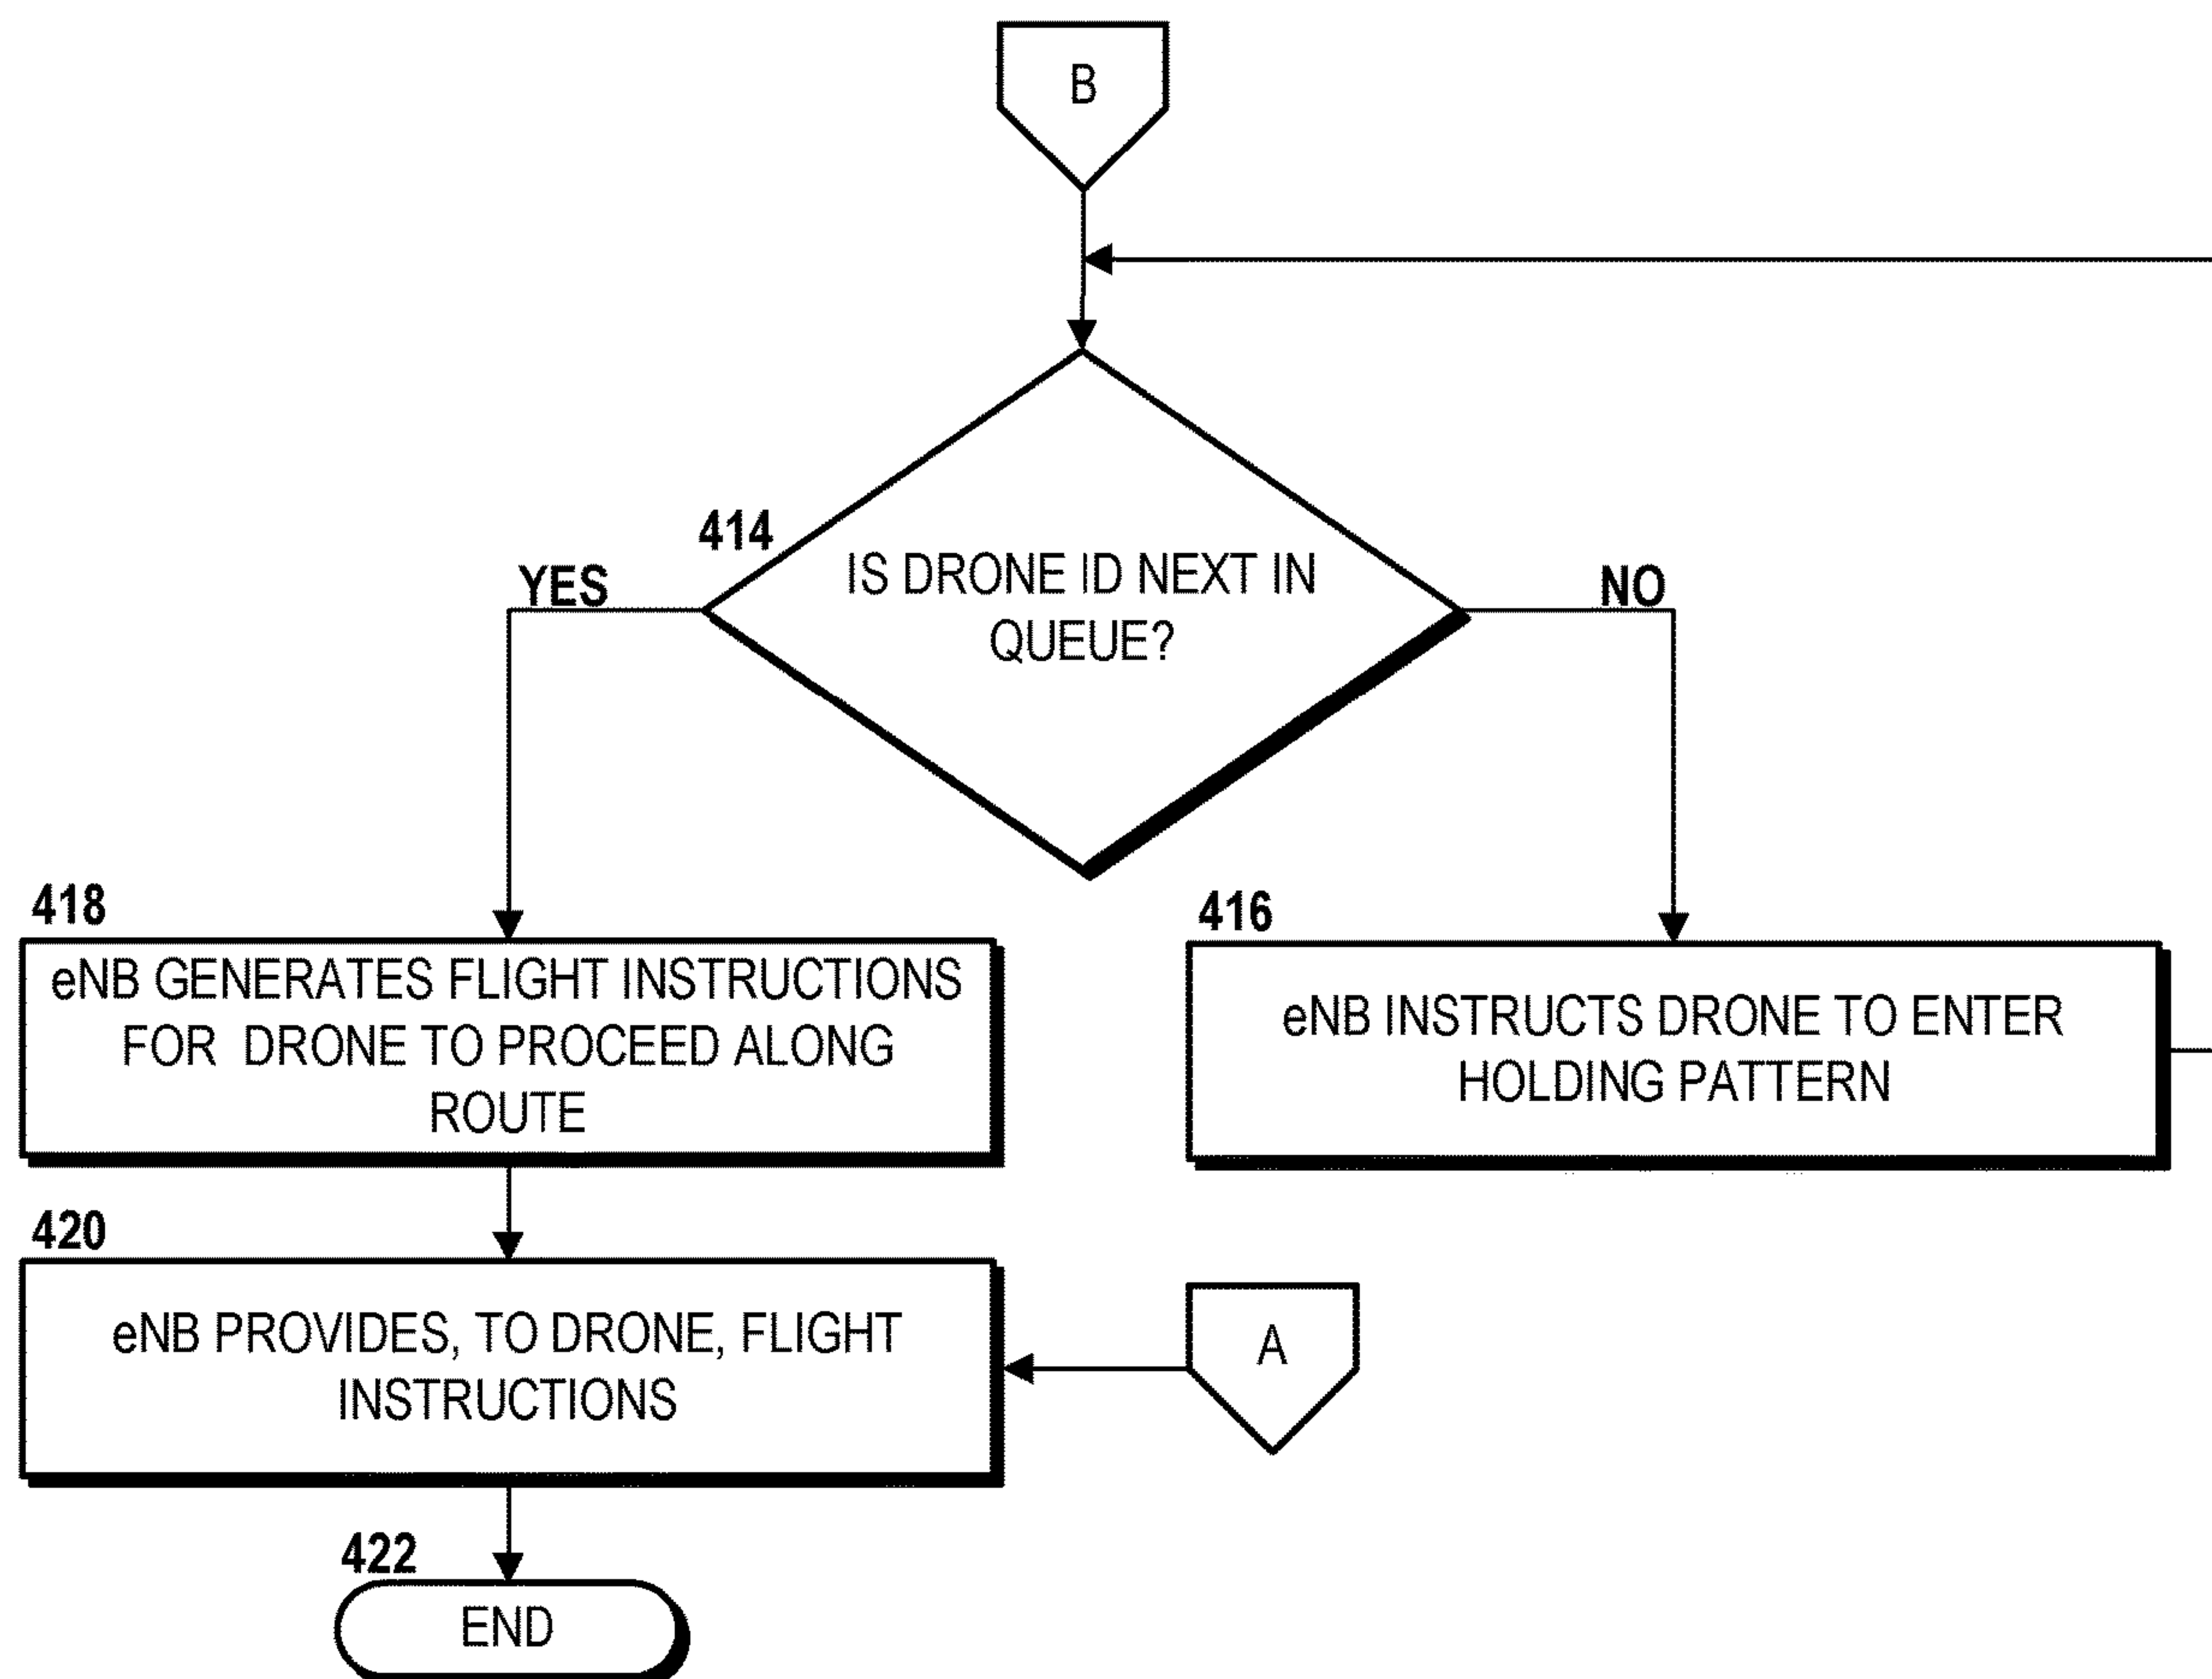 B
414
IS DRONE ID NEXT IN
QUEUE?
YES
NO
418
eNB GENERATES FLIGHT INSTRUCTIONS
FOR DRONE TO PROCEED ALONG
ROUTE
416
eNB INSTRUCTS DRONE TO ENTER
HOLDING PATTERN
420
eNB PROVIDES, TO DRONE, FLIGHT
INSTRUCTIONS
A
422
END